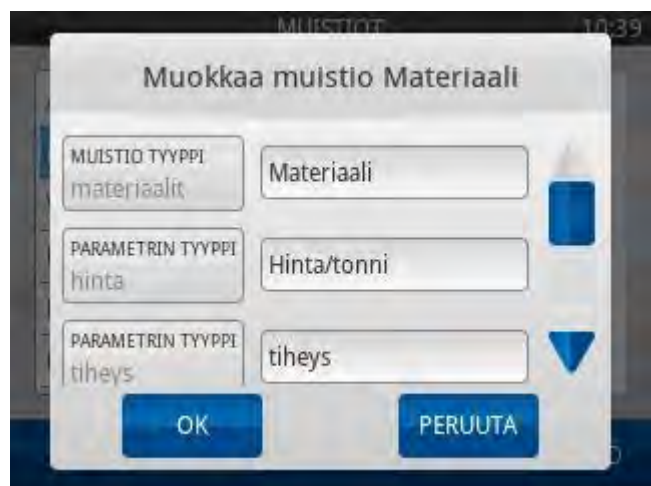 MUISTIOT 10:39
Muokkaa muistio Materiaali
MUISTIO TYYPPI
materiaalit
Materiaali
PARAMETRIN TYYPPI
hinta
Hinta/tonni
PARAMETRIN TYYPPI
tiheys
tiheys
OK PERUUTA